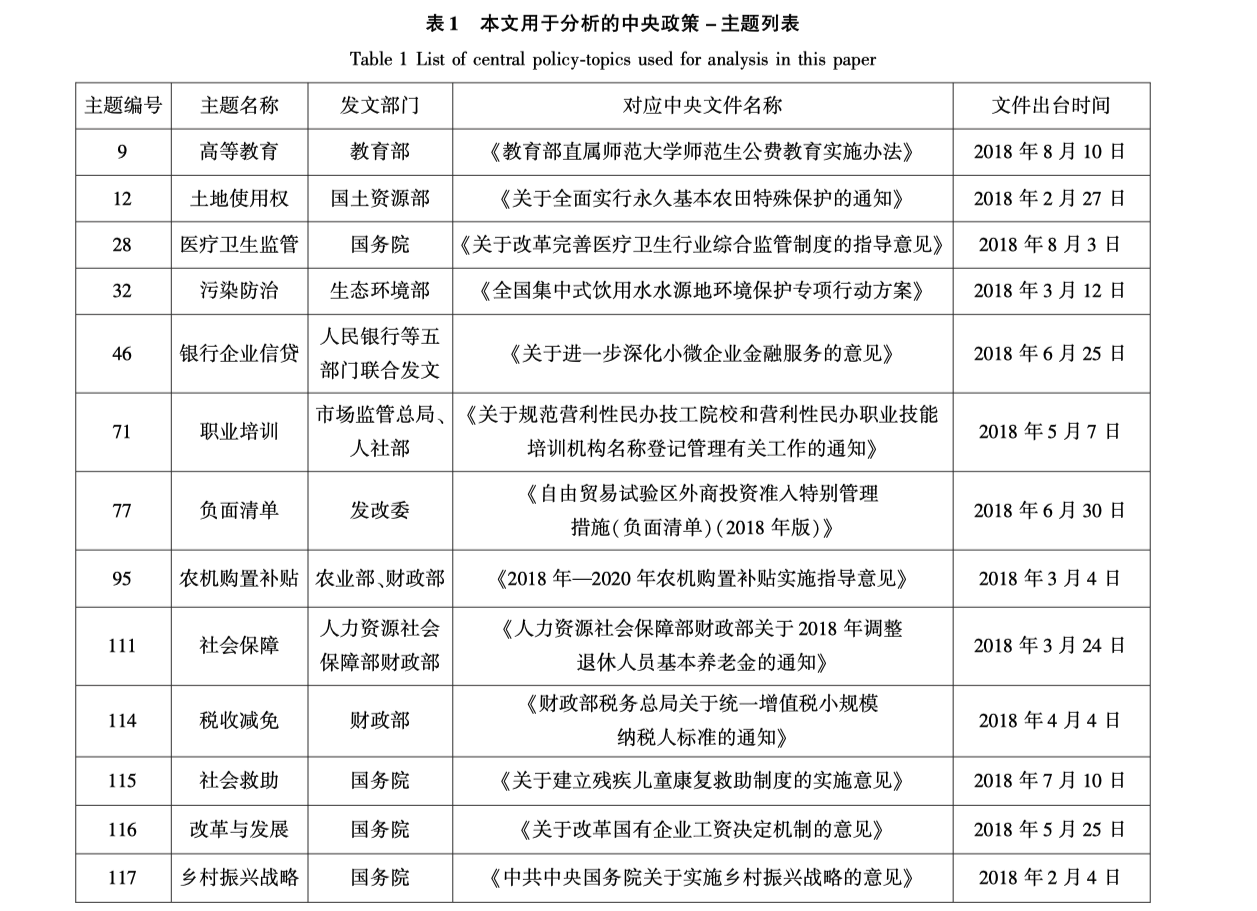 表 1 本文用于分析的中央政策 – 主题列表
Table 1 List of central policy-topics used for analysis in this paper
主题编号 主题名称 发文部门 对应中央文件名称 文件出台时间
9 高等教育 教育部 《教育部直属师范大学师范生公费教育实施办法》 2018 年 8 月 10 日
12 土地使用权 国土资源部 《关于全面实行永久基本农田特殊保护的通知》 2018 年 2 月 27 日
28 医疗卫生监管 国务院 《关于改革完善医疗卫生行业综合监管制度的指导意见》 2018 年 8 月 3 日
32 污染防治 生态环境部 《全国集中式饮用水水源地环境保护专项行动方案》 2018 年 3 月 12 日
46 银行企业信贷 人民银行等五
部门联合发文 《关于进一步深化小微企业金融服务的意见》 2018 年 6 月 25 日
71 职业培训 市场监管总局、
人社部 《关于规范营利性民办技工院校和营利性民办职业技能
培训机构名称登记管理有关工作的通知》 2018 年 5 月 7 日
77 负面清单 发改委 《自由贸易试验区外商投资准入特别管理
措施(负面清单)(2018 年版)》 2018 年 6 月 30 日
95 农机购置补贴 农业部、财政部 《2018 年—2020 年农机购置补贴实施指导意见》 2018 年 3 月 4 日
111 社会保障 人力资源社会
保障部财政部 《人力资源社会保障部财政部关于 2018 年调整
退休人员基本养老金的通知》 2018 年 3 月 24 日
114 税收减免 财政部 《财政部税务总局关于统一增值税小规模
纳税人标准的通知》 2018 年 4 月 4 日
115 社会救助 国务院 《关于建立残疾儿童康复救助制度的实施意见》 2018 年 7 月 10 日
116 改革与发展 国务院 《关于改革国有企业工资决定机制的意见》 2018 年 5 月 25 日
117 乡村振兴战略 国务院 《中共中央国务院关于实施乡村振兴战略的意见》 2018 年 2 月 4 日